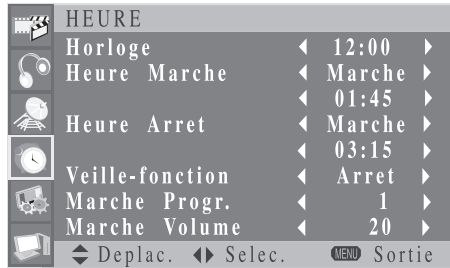 HEURE
Horloge 12:00
Heure Marche Marche
01:45
Heure Arret Marche
03:15
Veille-fonction Arret
Marche Progr. 1
Marche Volume 20
Deplac. Selec. MENU Sortie